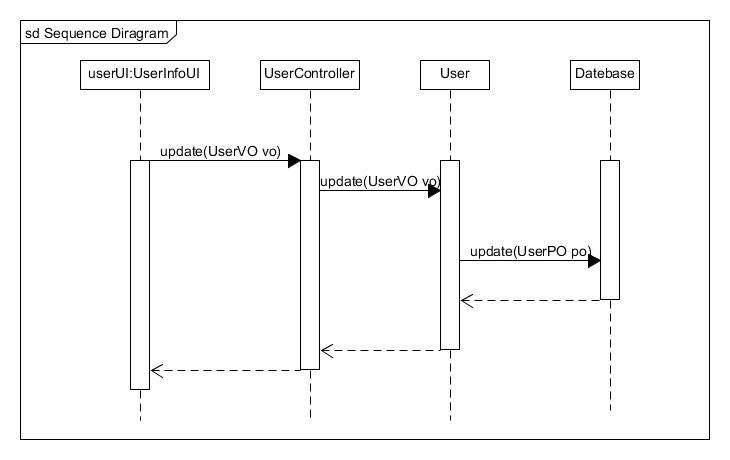 sd Sequence Diragram
userUI:UserInfoUI
UserController
User
Datebase
update(UserVO vo)
update(UserVO vo)
update(UserPO po)